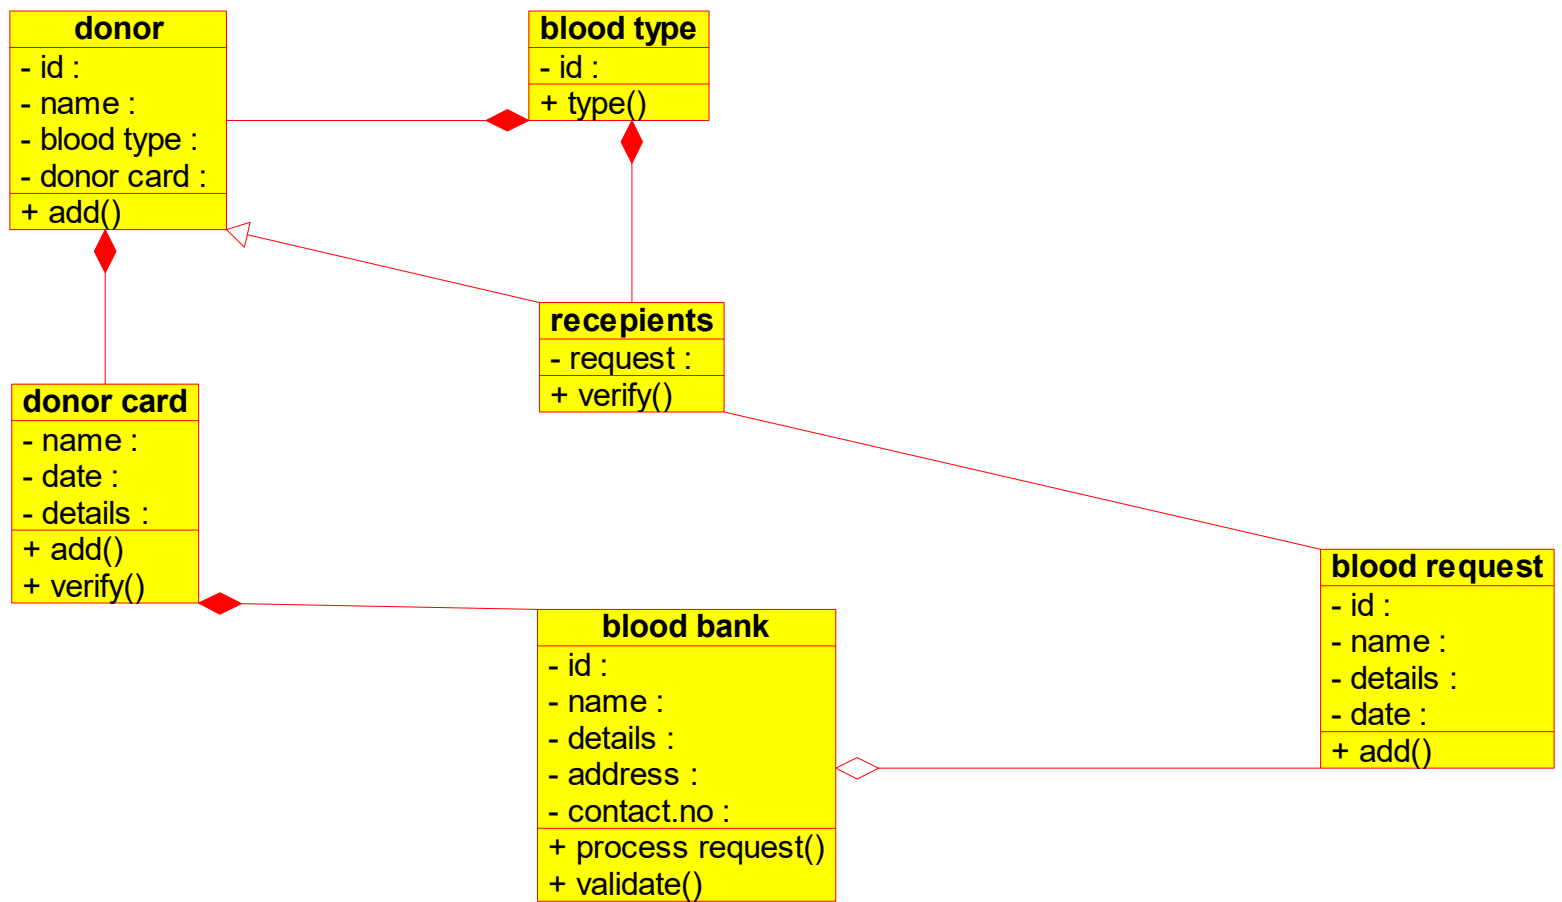 donor
- id :
- name :
- blood type :
- donor card :
+ add()
blood type
- id :
+ type()
recepients
- request :
+ verify()
donor card
- name :
- date :
- details :
+ add()
+ verify()
blood bank
- id :
- name :
- details :
- address :
- contact.no :
+ process request()
+ validate()
blood request
- id :
- name :
- details :
- date :
+ add()